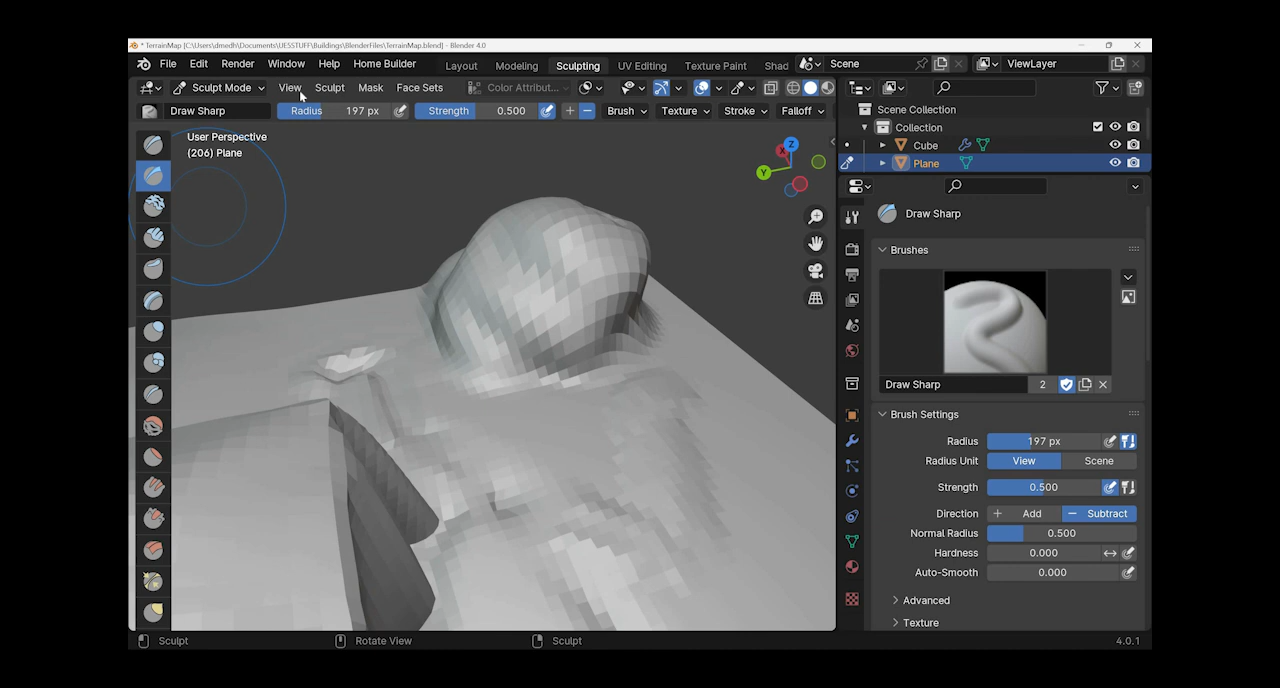 * TerrainMap [C:\Users\dmedh\Documents\UE5STUFF\Buildings\BlenderFiles\TerrainMap.blend] - Blender 4.0
File Edit Render Window Help Home Builder Layout Modeling Sculpting UV Editing Texture Paint Shad Scene ViewLayer
Sculpt Mode View Sculpt Mask Face Sets Color Attribut...
Draw Sharp Radius 197 px Strength 0.500 Brush Texture Stroke Falloff
User Perspective
(206) Plane
Z
X
Y
Scene Collection
Collection
Cube
Plane
Draw Sharp
Brushes
Draw Sharp 2
Brush Settings
Radius 197 px
Radius Unit View Scene
Strength 0.500
Direction + Add − Subtract
Normal Radius 0.500
Hardness 0.000
Auto-Smooth 0.000
Advanced
Texture
Sculpt Rotate View Sculpt 4.0.1